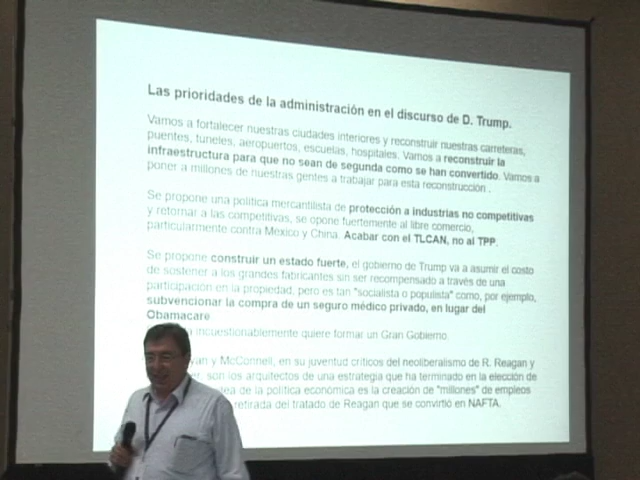 Las prioridades de la administración en el discurso de D. Trump.
Vamos a fortalecer nuestras ciudades interiores y reconstruir nuestras carreteras,
puentes, tuneles, aeropuertos, escuelas, hospitales. Vamos a reconstruir la
infraestructura para que no sean de segunda como se han convertido. Vamos a
poner a millones de nuestras gentes a trabajar para esta reconstrucción .
Se propone una política mercantilista de protección a industrias no competitivas
y retornar a las competitivas, se opone fuertemente al libre comercio,
particularmente contra Mexico y China. Acabar con el TLCAN, no al TPP.
Se propone construir un estado fuerte, el gobierno de Trump va a asumir el costo
de sostener a los grandes fabricantes sin ser recompensado a través de una
participación en la propiedad, pero es tan "socialista o populista" como, por ejemplo,
subvencionar la compra de un seguro médico privado, en lugar del
Obamacare
incuestionablemente quiere formar un Gran Gobierno
y McConnell, en su juventud críticos del neoliberalismo de R. Reagan y
son los arquitectos de una estrategia que ha terminado en la elección de
de la política económica es la creación de "millones" de empleos
retirada del tratado de Reagan que se convirtió en NAFTA.